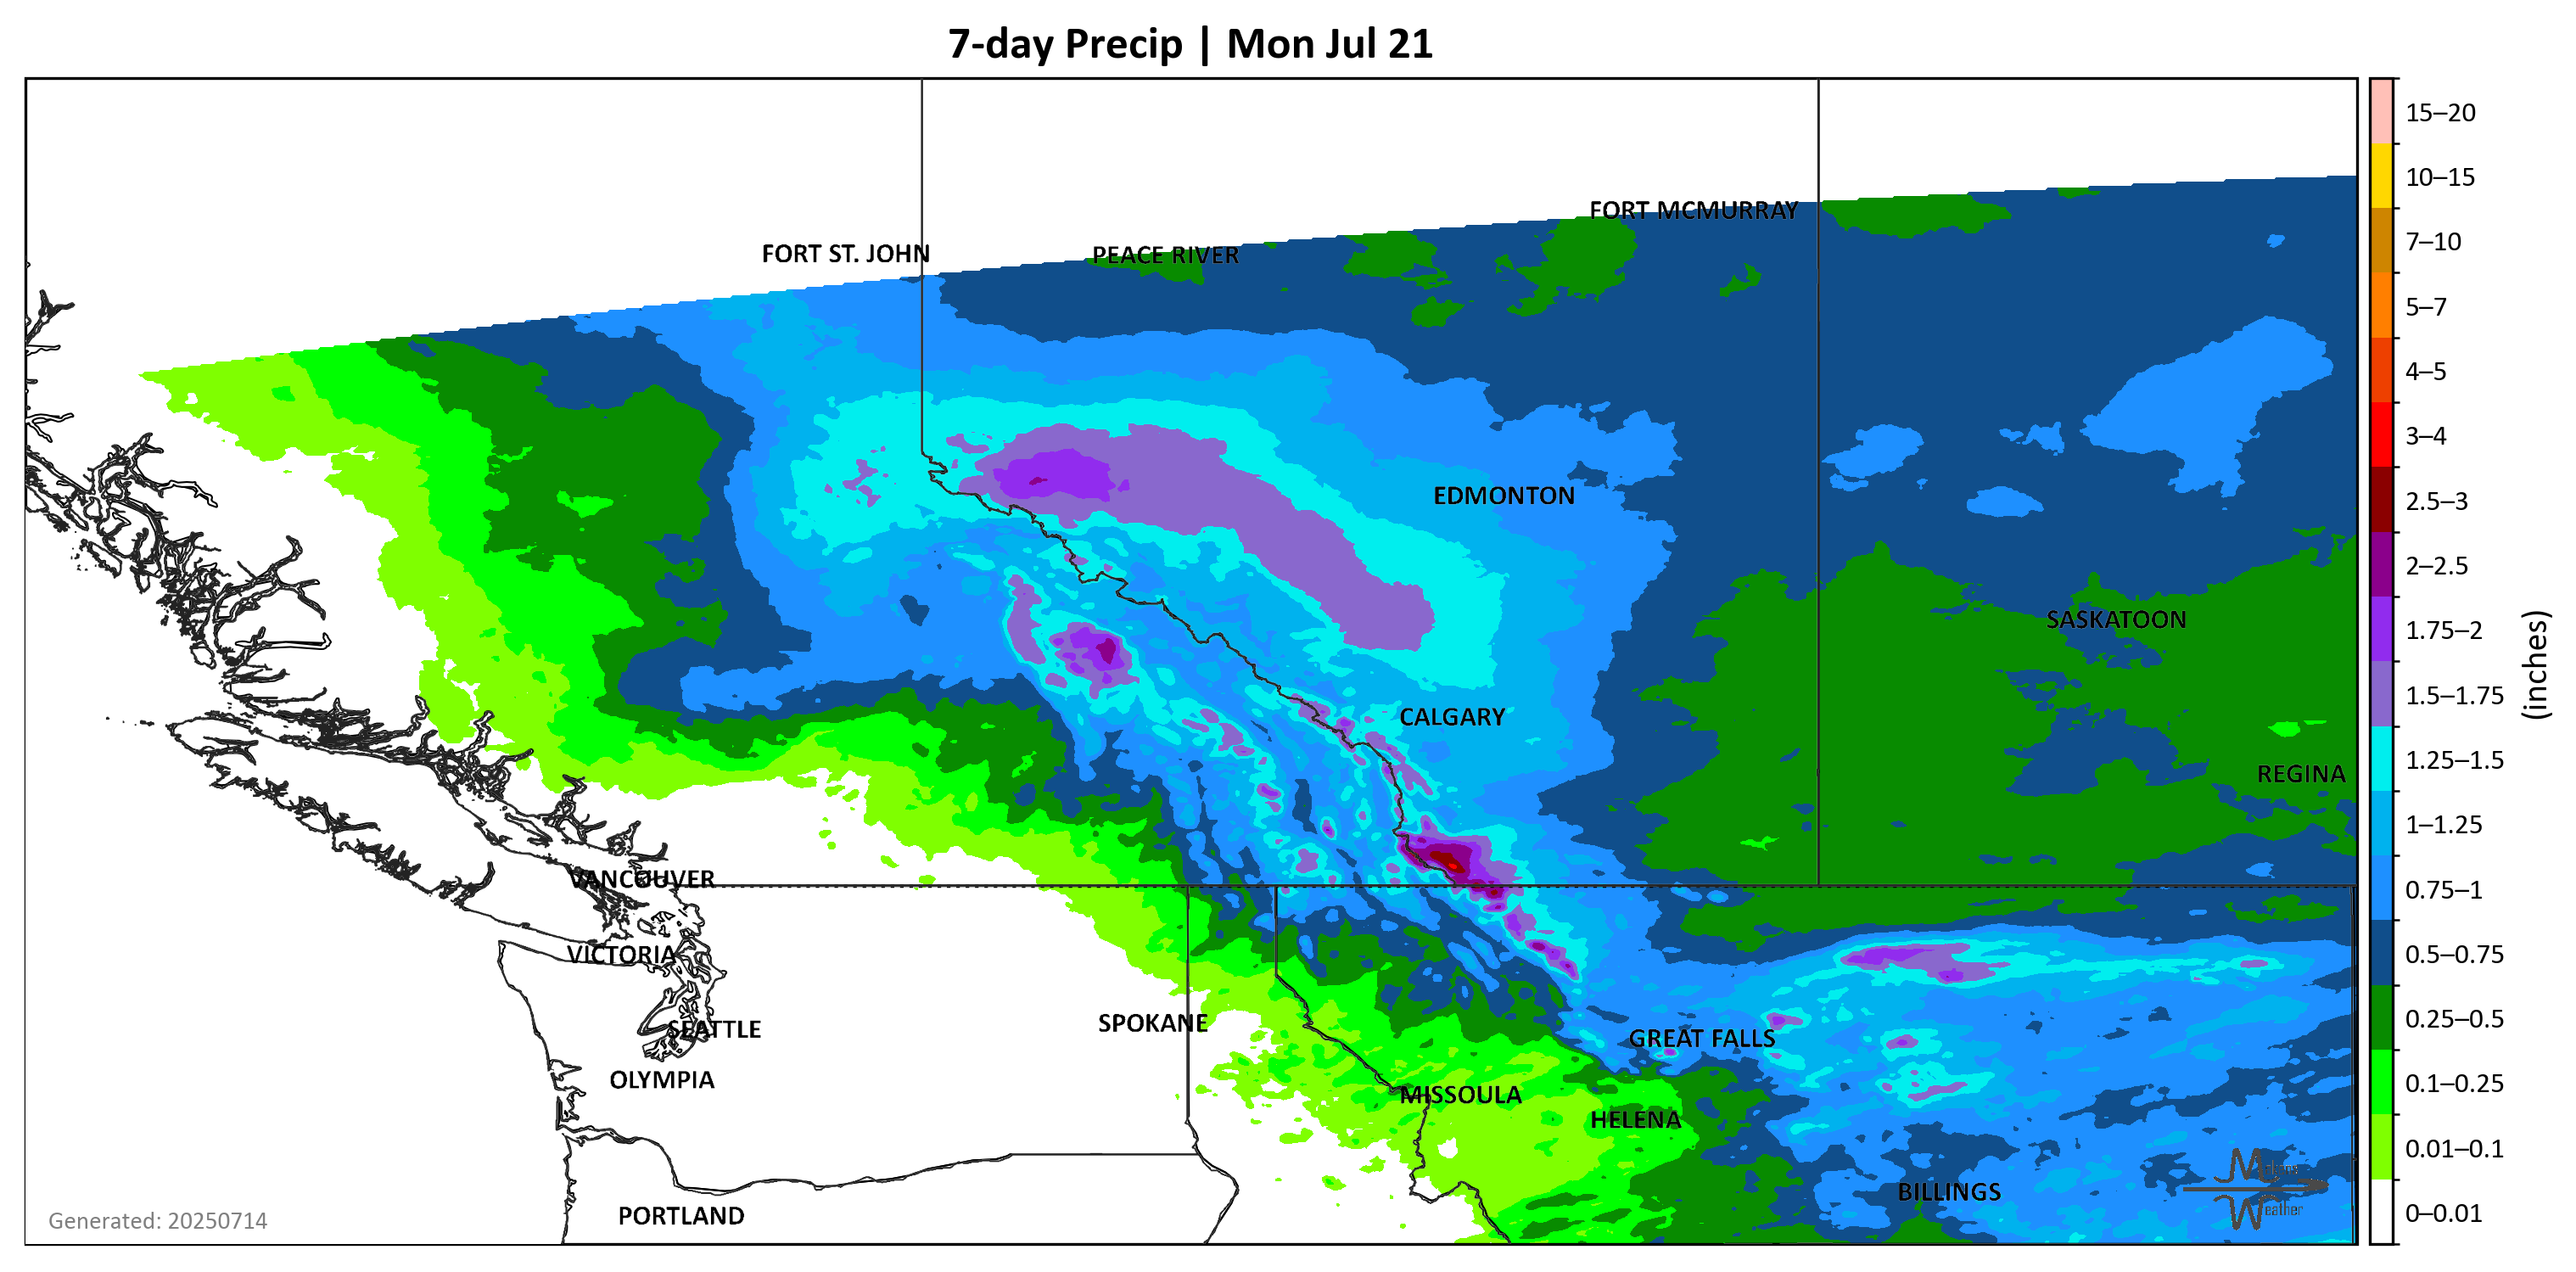 7-day Precip | Mon Jul 21
FORT MCMURRAY
FORT ST. JOHN
PEACE RIVER
EDMONTON
SASKATOON
CALGARY
REGINA
VANCOUVER
VICTORIA
SPOKANE
SEATTLE
GREAT FALLS
OLYMPIA
MISSOULA
HELENA
BILLINGS
PORTLAND
Generated: 20250714
15–20
10–15
7–10
5–7
4–5
3–4
2.5–3
2–2.5
1.75–2
1.5–1.75
1.25–1.5
1–1.25
0.75–1
0.5–0.75
0.25–0.5
0.1–0.25
0.01–0.1
0–0.01
(inches)
Weather